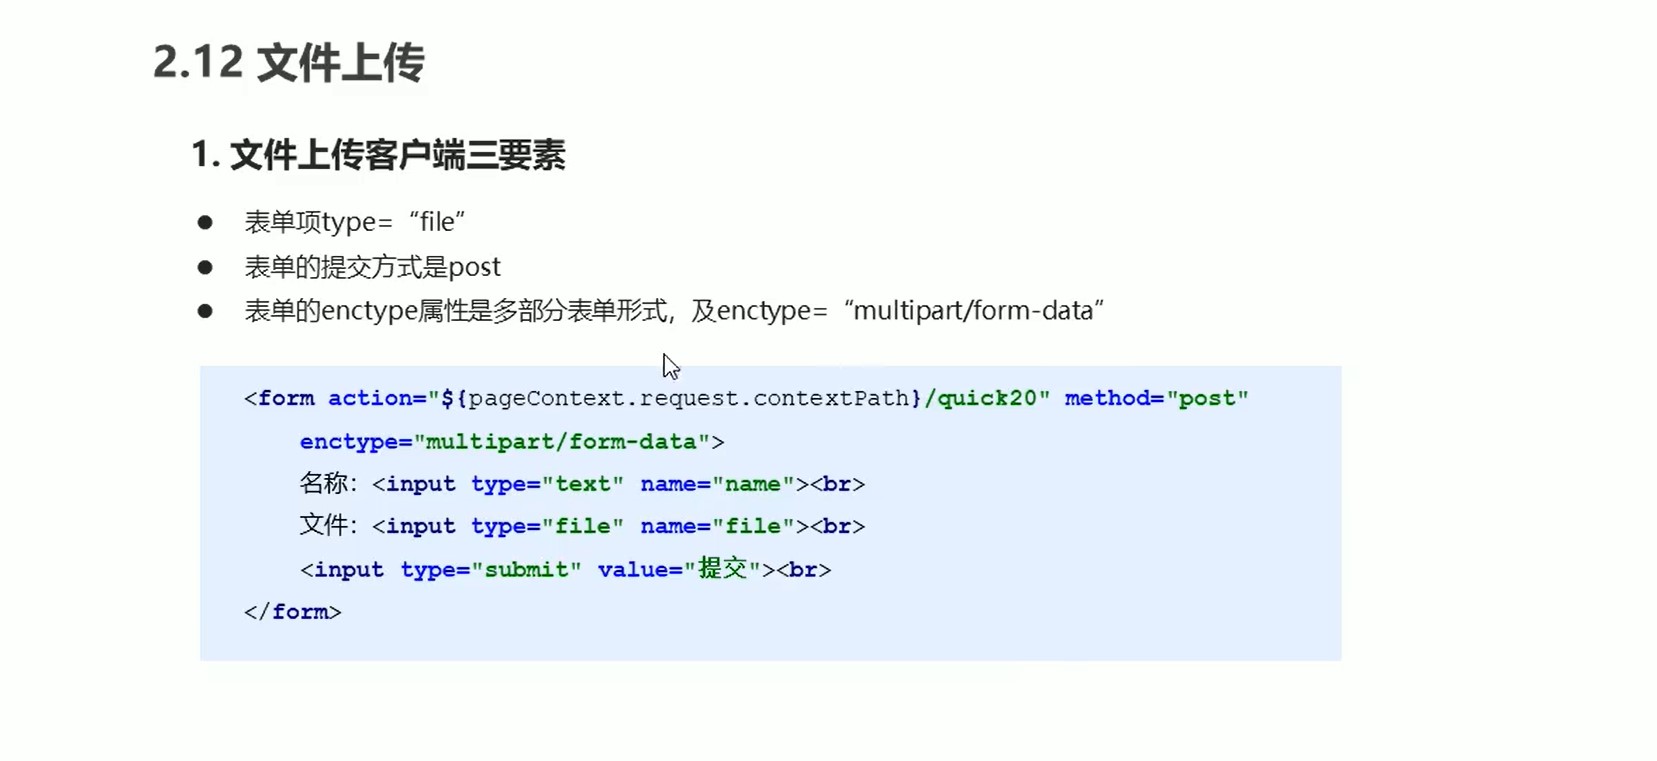 2.12 文件上传
1. 文件上传客户端三要素
● 表单项type=“file”
● 表单的提交方式是post
● 表单的enctype属性是多部分表单形式，及enctype=“multipart/form-data”
<form action="${pageContext.request.contextPath}/quick20" method="post"
enctype="multipart/form-data">
名称：<input type="text" name="name"><br>
文件：<input type="file" name="file"><br>
<input type="submit" value="提交"><br>
</form>